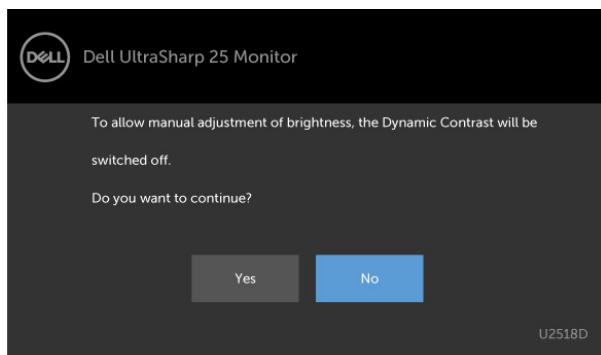 DELL Dell UltraSharp 25 Monitor
To allow manual adjustment of brightness, the Dynamic Contrast will be
switched off.
Do you want to continue?
Yes No
U2518D